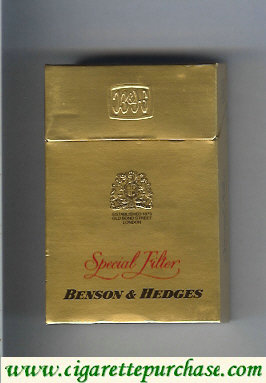 ESTABLISHED 1873
OLD BOND STREET
LONDON
Special Filter
BENSON & HEDGES
www.cigarettepurchase.com